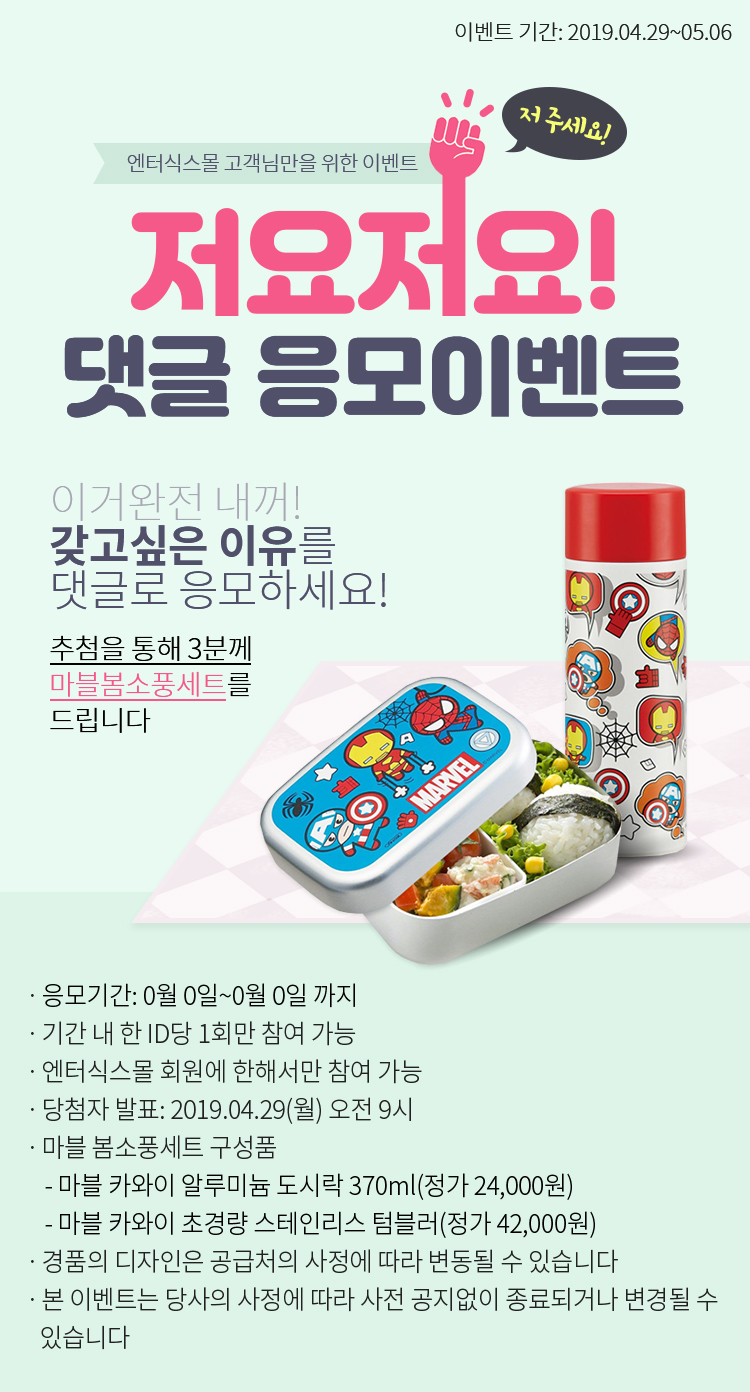 이벤트 기간: 2019.04.29~05.06
저 주세요!
엔터식스몰 고객님만을 위한 이벤트
저요저요!
댓글 응모이벤트
이거완전 내꺼!
갖고싶은 이유를
댓글로 응모하세요!
추첨을 통해 3분께
마블봄소풍세트를
드립니다
MARVEL
· 응모기간: 0월 0일~0월 0일 까지
· 기간 내 한 ID당 1회만 참여 가능
· 엔터식스몰 회원에 한해서만 참여 가능
· 당첨자 발표: 2019.04.29(월) 오전 9시
· 마블 봄소풍세트 구성품
- 마블 카와이 알루미늄 도시락 370ml(정가 24,000원)
- 마블 카와이 초경량 스테인리스 텀블러(정가 42,000원)
· 경품의 디자인은 공급처의 사정에 따라 변동될 수 있습니다
· 본 이벤트는 당사의 사정에 따라 사전 공지없이 종료되거나 변경될 수
있습니다